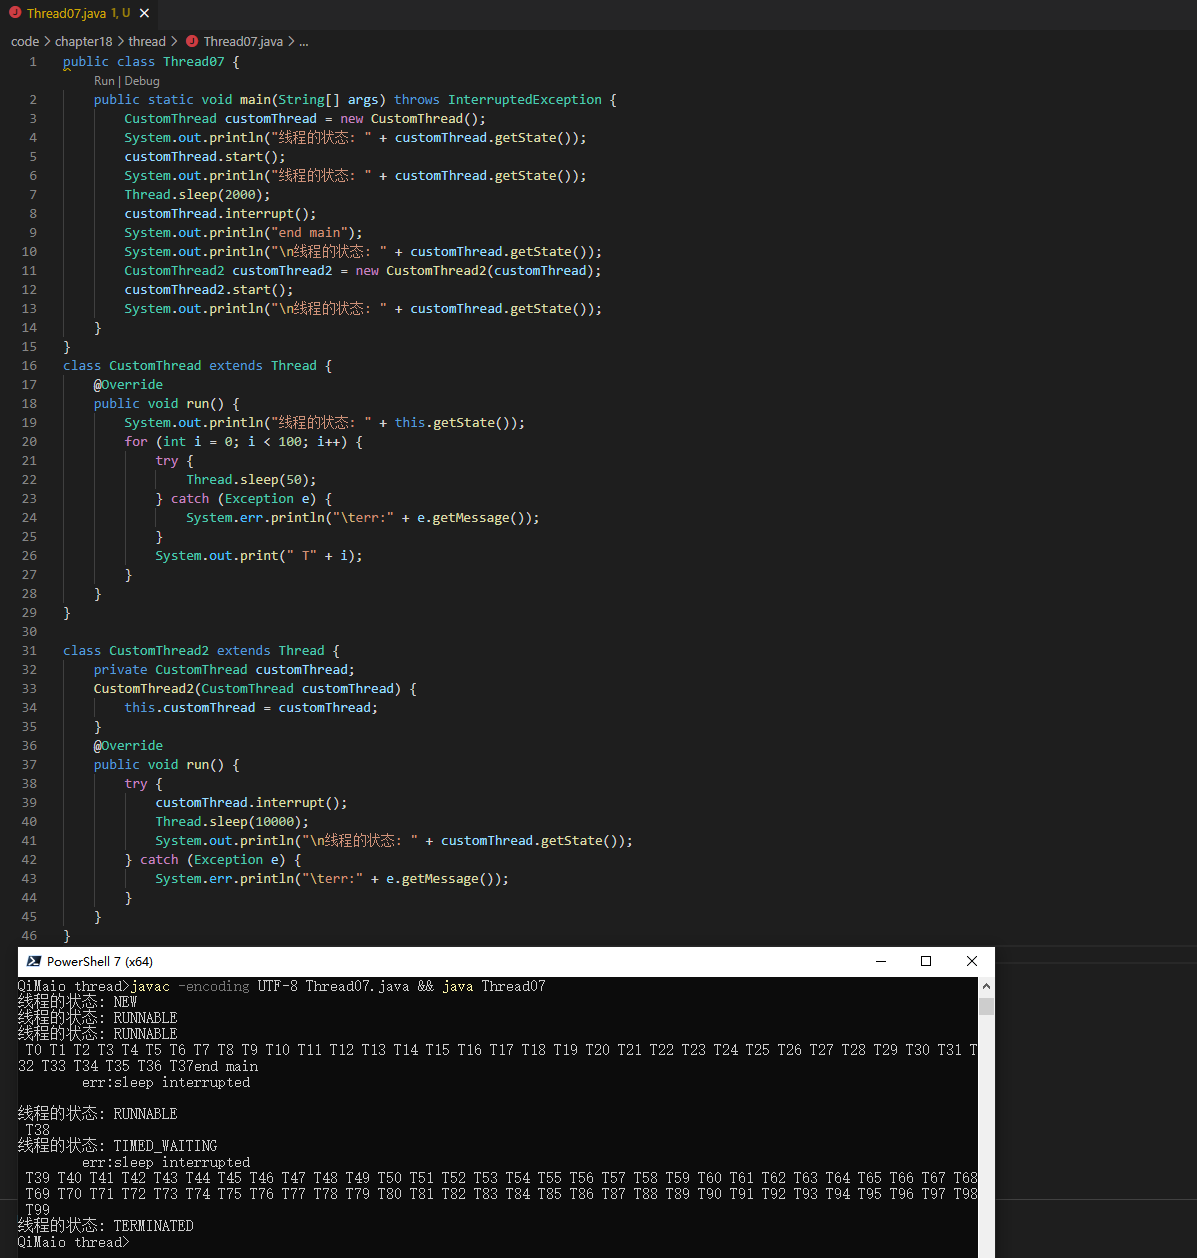 Thread07.java 1, U
code > chapter18 > thread > Thread07.java > ...
1 public class Thread07 {
Run | Debug
2 public static void main(String[] args) throws InterruptedException {
3 CustomThread customThread = new CustomThread();
4 System.out.println("线程的状态: " + customThread.getState());
5 customThread.start();
6 System.out.println("线程的状态: " + customThread.getState());
7 Thread.sleep(2000);
8 customThread.interrupt();
9 System.out.println("end main");
10 System.out.println("\n线程的状态: " + customThread.getState());
11 CustomThread2 customThread2 = new CustomThread2(customThread);
12 customThread2.start();
13 System.out.println("\n线程的状态: " + customThread.getState());
14 }
15 }
16 class CustomThread extends Thread {
17 @Override
18 public void run() {
19 System.out.println("线程的状态: " + this.getState());
20 for (int i = 0; i < 100; i++) {
21 try {
22 Thread.sleep(50);
23 } catch (Exception e) {
24 System.err.println("\terr:" + e.getMessage());
25 }
26 System.out.print(" T" + i);
27 }
28 }
29 }
30
31 class CustomThread2 extends Thread {
32 private CustomThread customThread;
33 CustomThread2(CustomThread customThread) {
34 this.customThread = customThread;
35 }
36 @Override
37 public void run() {
38 try {
39 customThread.interrupt();
40 Thread.sleep(10000);
41 System.out.println("\n线程的状态: " + customThread.getState());
42 } catch (Exception e) {
43 System.err.println("\terr:" + e.getMessage());
44 }
45 }
46 }
PowerShell 7 (x64)
QiMaio thread>javac -encoding UTF-8 Thread07.java && java Thread07
线程的状态: NEW
线程的状态: RUNNABLE
线程的状态: RUNNABLE
T0 T1 T2 T3 T4 T5 T6 T7 T8 T9 T10 T11 T12 T13 T14 T15 T16 T17 T18 T19 T20 T21 T22 T23 T24 T25 T26 T27 T28 T29 T30 T31 T
32 T33 T34 T35 T36 T37end main
err:sleep interrupted
线程的状态: RUNNABLE
T38
线程的状态: TIMED_WAITING
err:sleep interrupted
T39 T40 T41 T42 T43 T44 T45 T46 T47 T48 T49 T50 T51 T52 T53 T54 T55 T56 T57 T58 T59 T60 T61 T62 T63 T64 T65 T66 T67 T68
T69 T70 T71 T72 T73 T74 T75 T76 T77 T78 T79 T80 T81 T82 T83 T84 T85 T86 T87 T88 T89 T90 T91 T92 T93 T94 T95 T96 T97 T98
T99
线程的状态: TERMINATED
QiMaio thread>